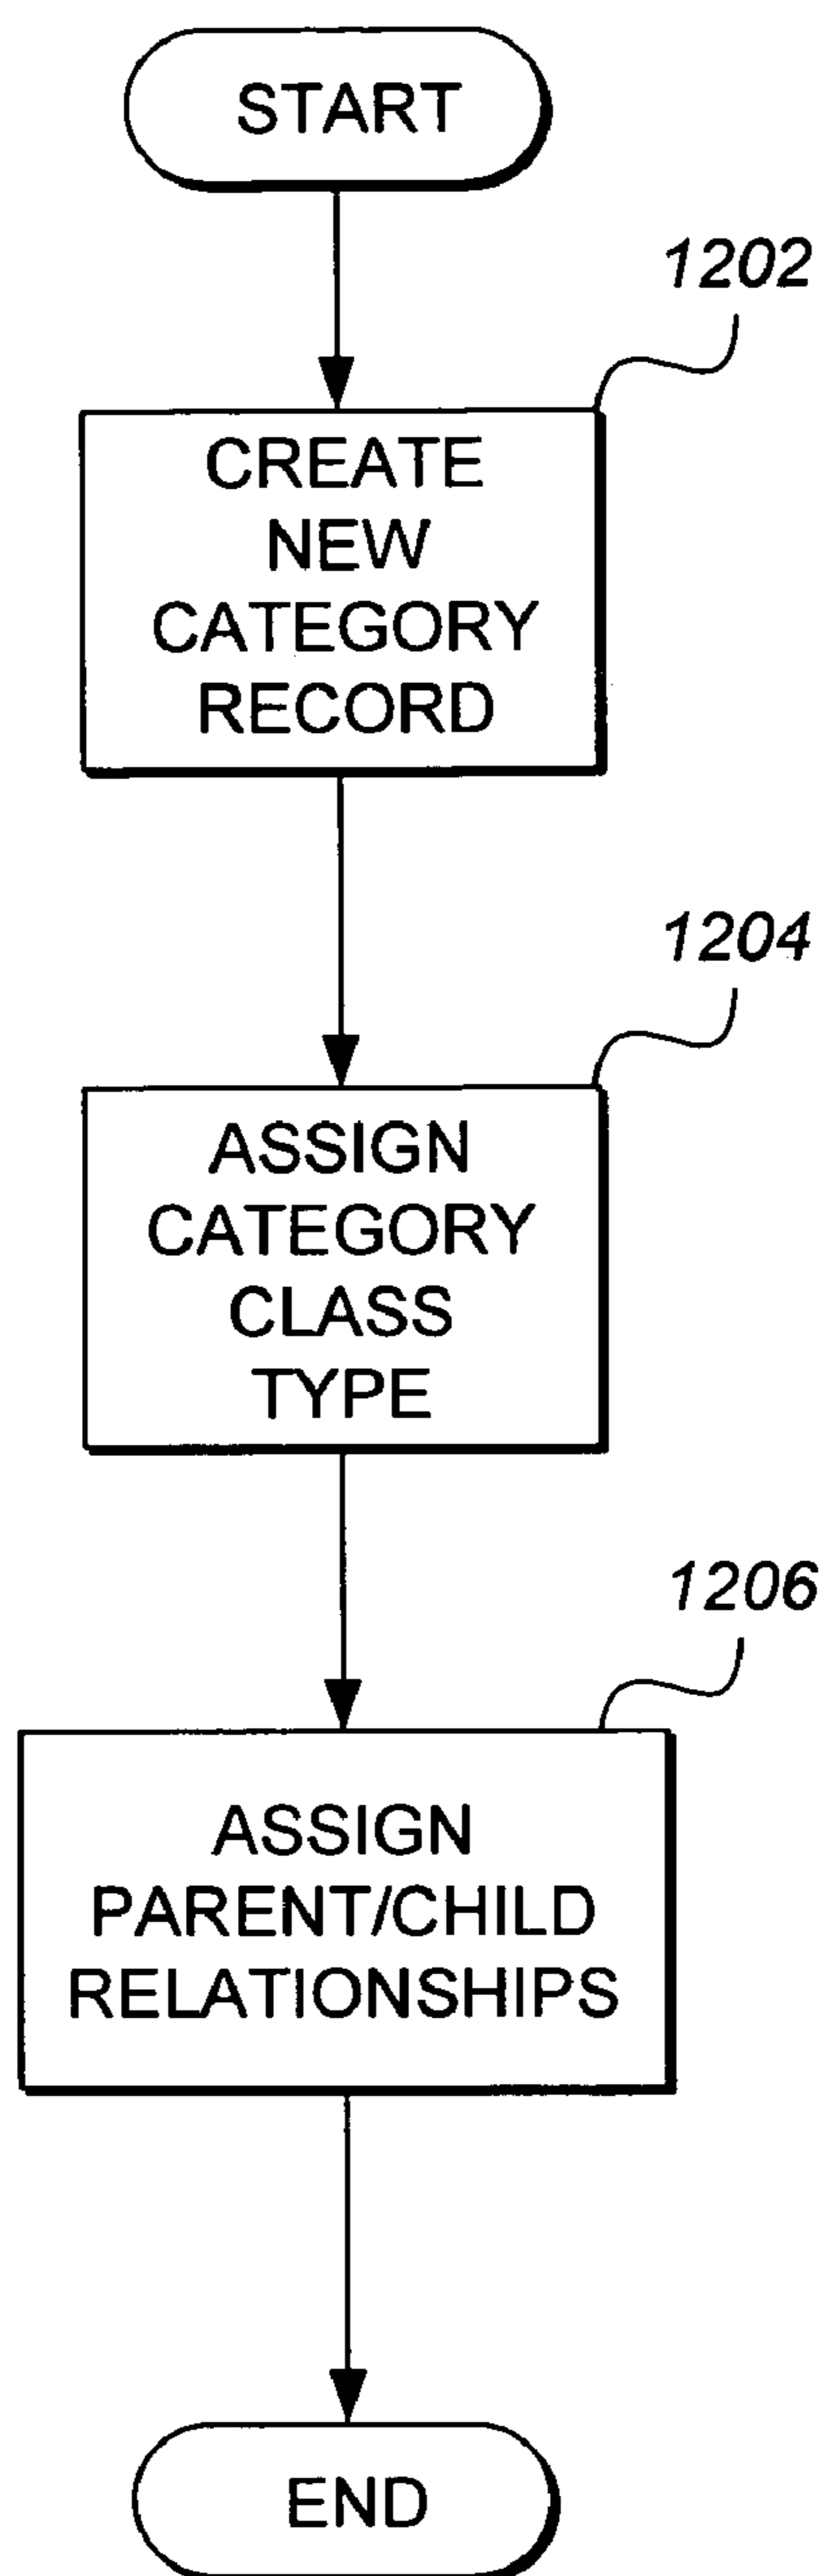 START
1202
CREATE
NEW
CATEGORY
RECORD
1204
ASSIGN
CATEGORY
CLASS
TYPE
1206
ASSIGN
PARENT/CHILD
RELATIONSHIPS
END